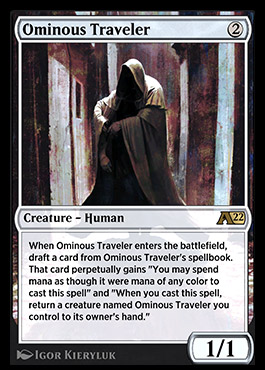 Ominous Traveler 2
Creature – Human A22
When Ominous Traveler enters the battlefield,
draft a card from Ominous Traveler's spellbook.
That card perpetually gains "You may spend
mana as though it were mana of any color to
cast this spell" and "When you cast this spell,
return a creature named Ominous Traveler you
control to its owner's hand."
Igor Kieryluk
1/1